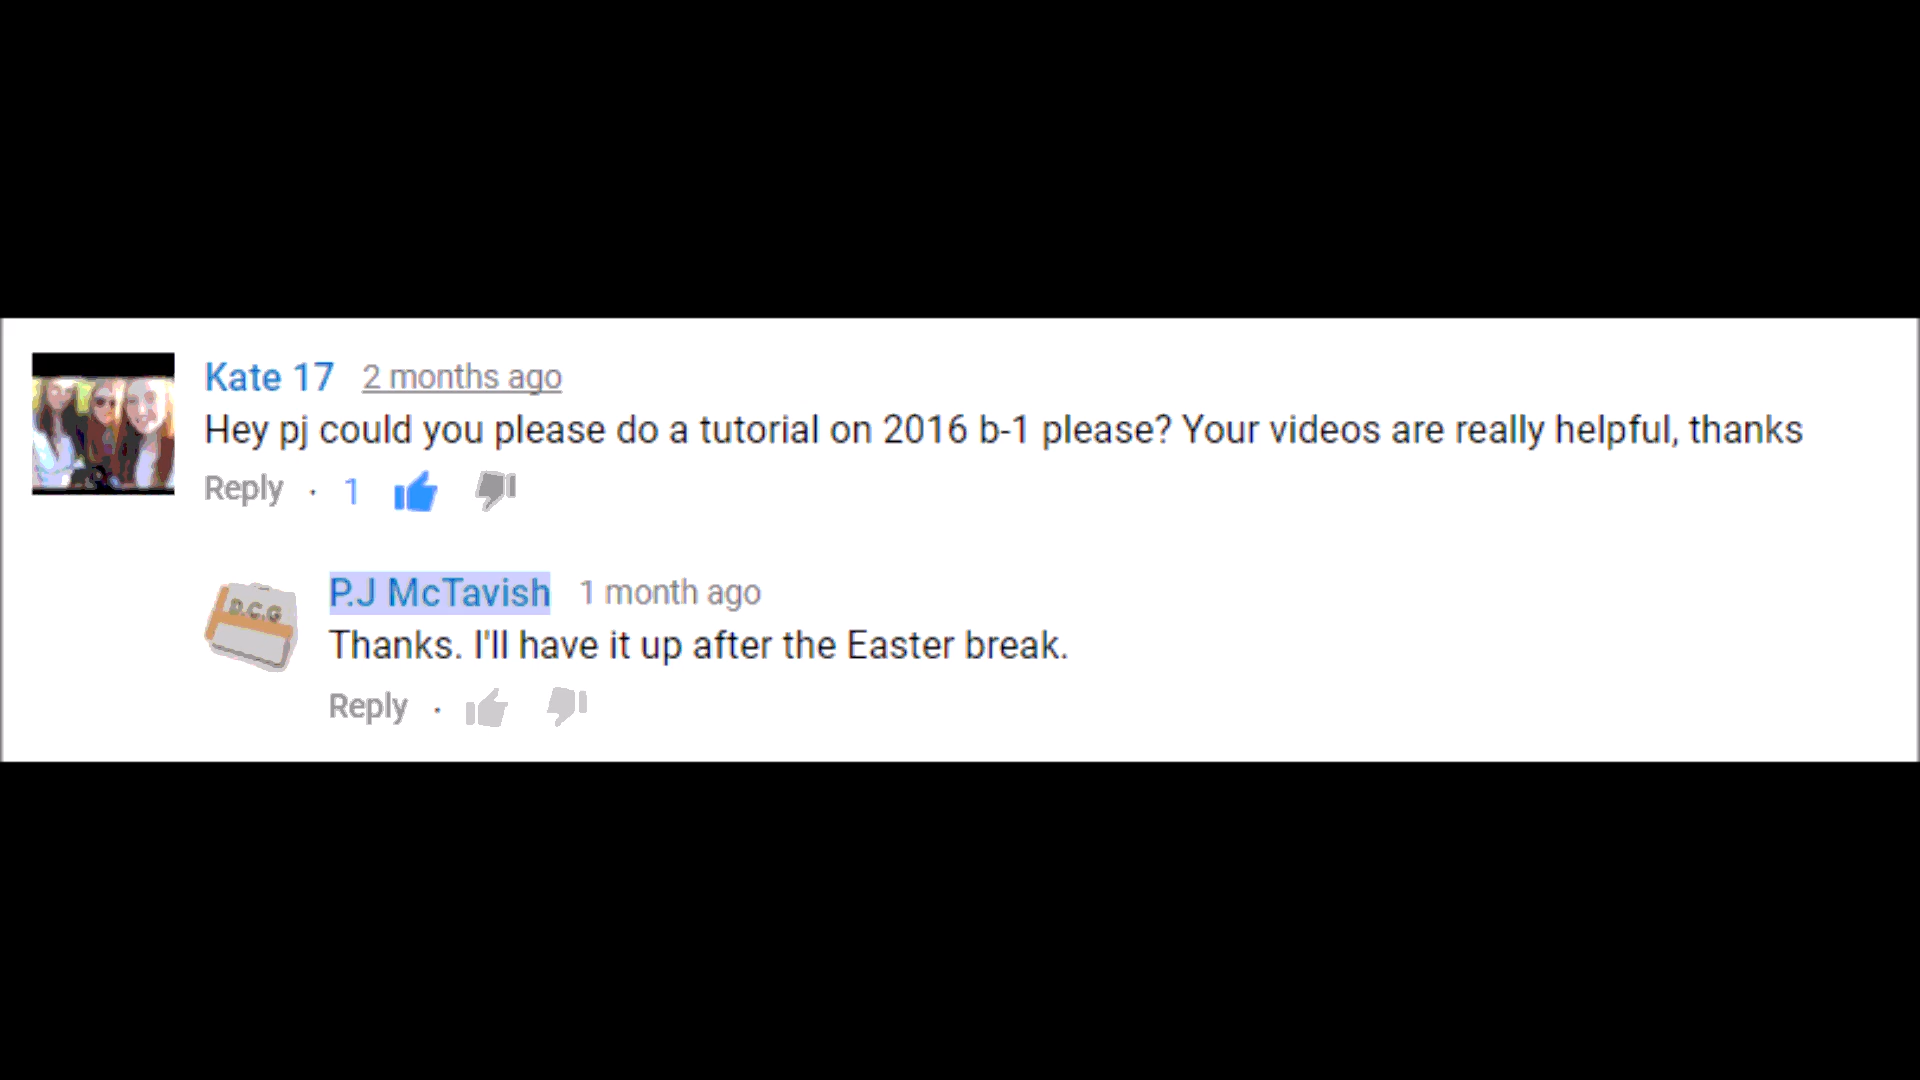 Kate 17 2 months ago
Hey pj could you please do a tutorial on 2016 b-1 please? Your videos are really helpful, thanks
Reply · 1
D.C.G
P.J McTavish 1 month ago
Thanks. I'll have it up after the Easter break.
Reply ·